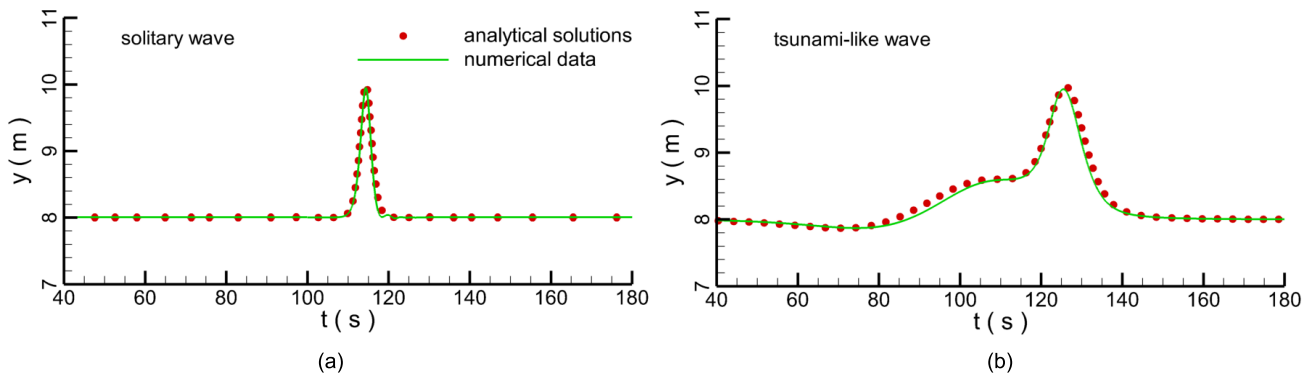 solitary wave
analytical solutions
numerical data
y ( m )
11
10
9
8
7
40 60 80 100 120 140 160 180
t ( s )
(a)
tsunami-like wave
y ( m )
11
10
9
8
7
40 60 80 100 120 140 160 180
t ( s )
(b)